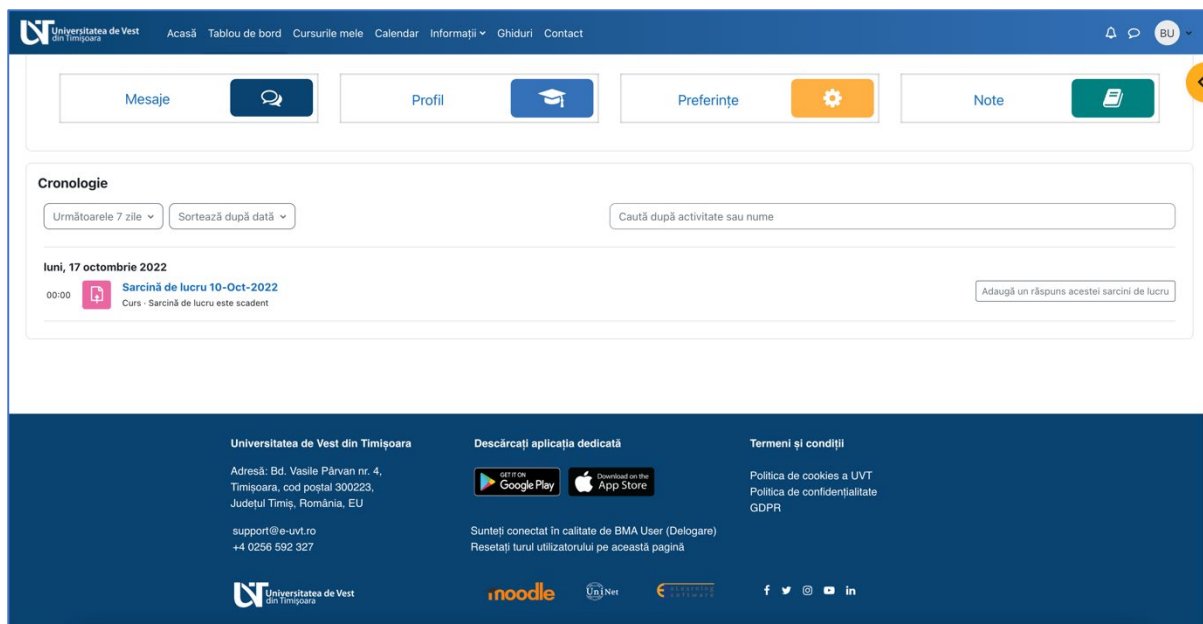 Universitatea de Vest
din Timișoara
Acasă Tablou de bord Cursurile mele Calendar Informații Ghiduri Contact
BU
Mesaje Profil Preferințe Note
Cronologie
Următoarele 7 zile Sortează după dată Caută după activitate sau nume
luni, 17 octombrie 2022
00:00 Sarcină de lucru 10-Oct-2022
Curs · Sarcină de lucru este scadent
Adaugă un răspuns acestei sarcini de lucru
Universitatea de Vest din Timișoara
Adresă: Bd. Vasile Pârvan nr. 4,
Timișoara, cod poștal 300223,
Județul Timiș, România, EU
support@e-uvt.ro
+4 0256 592 327
Universitatea de Vest
din Timișoara
Descărcați aplicația dedicată
GET IT ON
Google Play
Download on the
App Store
Sunteți conectat în calitate de BMA User (Delogare)
Resetați turul utilizatorului pe această pagină
moodle UniNet eLearning
software
Termeni și condiții
Politica de cookies a UVT
Politica de confidențialitate
GDPR